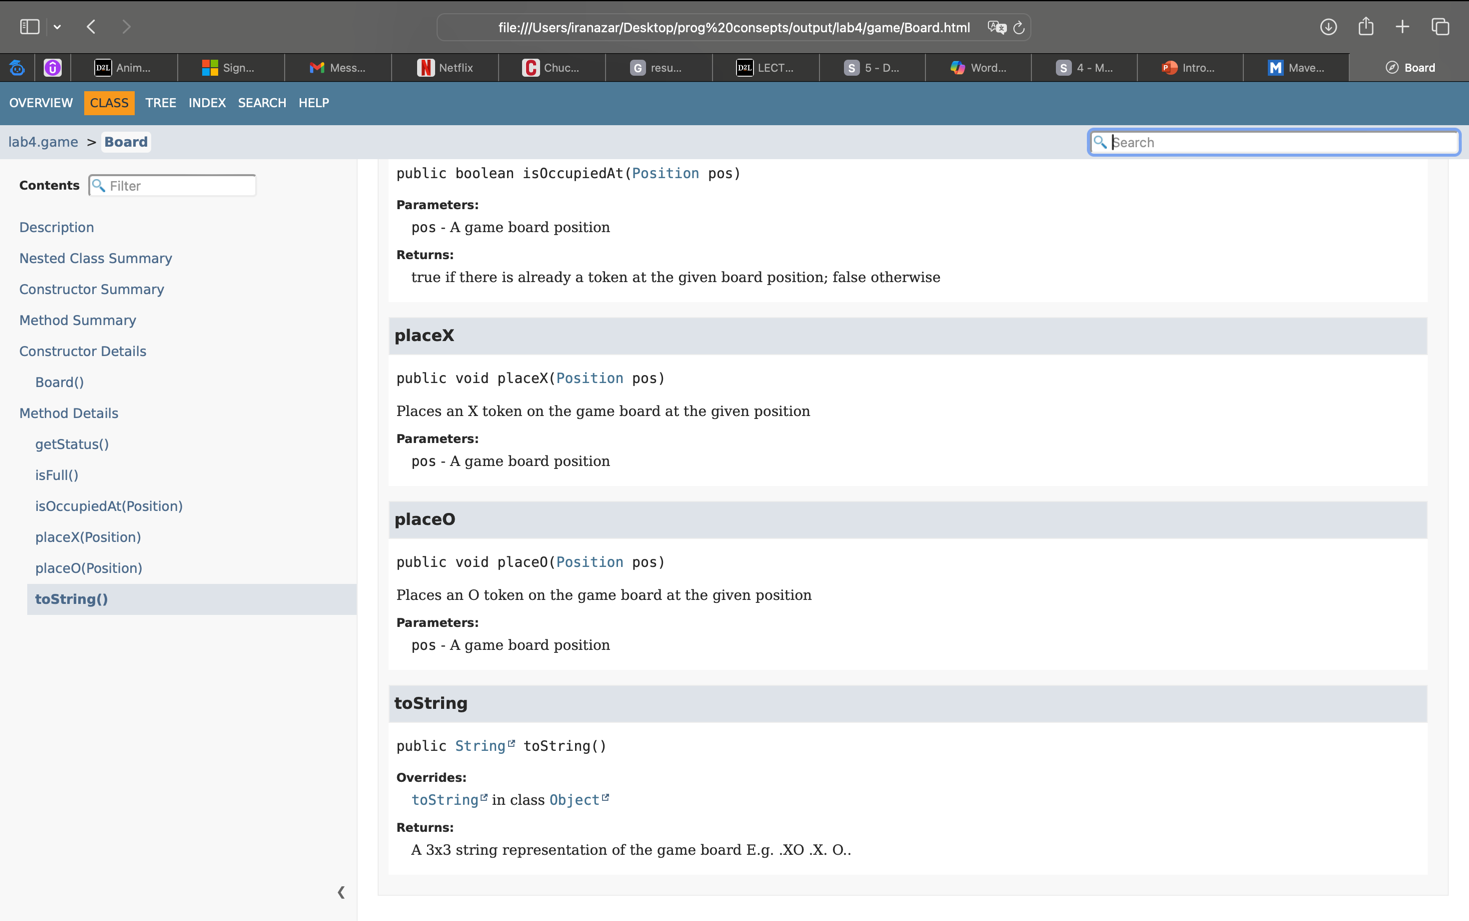 file:///Users/iranazar/Desktop/prog%20consepts/output/lab4/game/Board.html
D2L Anim...
Sign...
Mess...
N Netflix
C Chuc...
G resu...
D2L LECT...
S 5 - D...
Word...
S 4 - M...
P Intro...
M Mave...
Board
OVERVIEW CLASS TREE INDEX SEARCH HELP
lab4.game > Board
Search
Contents
Filter
Description
Nested Class Summary
Constructor Summary
Method Summary
Constructor Details
Board()
Method Details
getStatus()
isFull()
isOccupiedAt(Position)
placeX(Position)
placeO(Position)
toString()
public boolean isOccupiedAt(Position pos)
Parameters:
pos - A game board position
Returns:
true if there is already a token at the given board position; false otherwise
placeX
public void placeX(Position pos)
Places an X token on the game board at the given position
Parameters:
pos - A game board position
placeO
public void placeO(Position pos)
Places an O token on the game board at the given position
Parameters:
pos - A game board position
toString
public String toString()
Overrides:
toString in class Object
Returns:
A 3x3 string representation of the game board E.g. .XO .X. O..